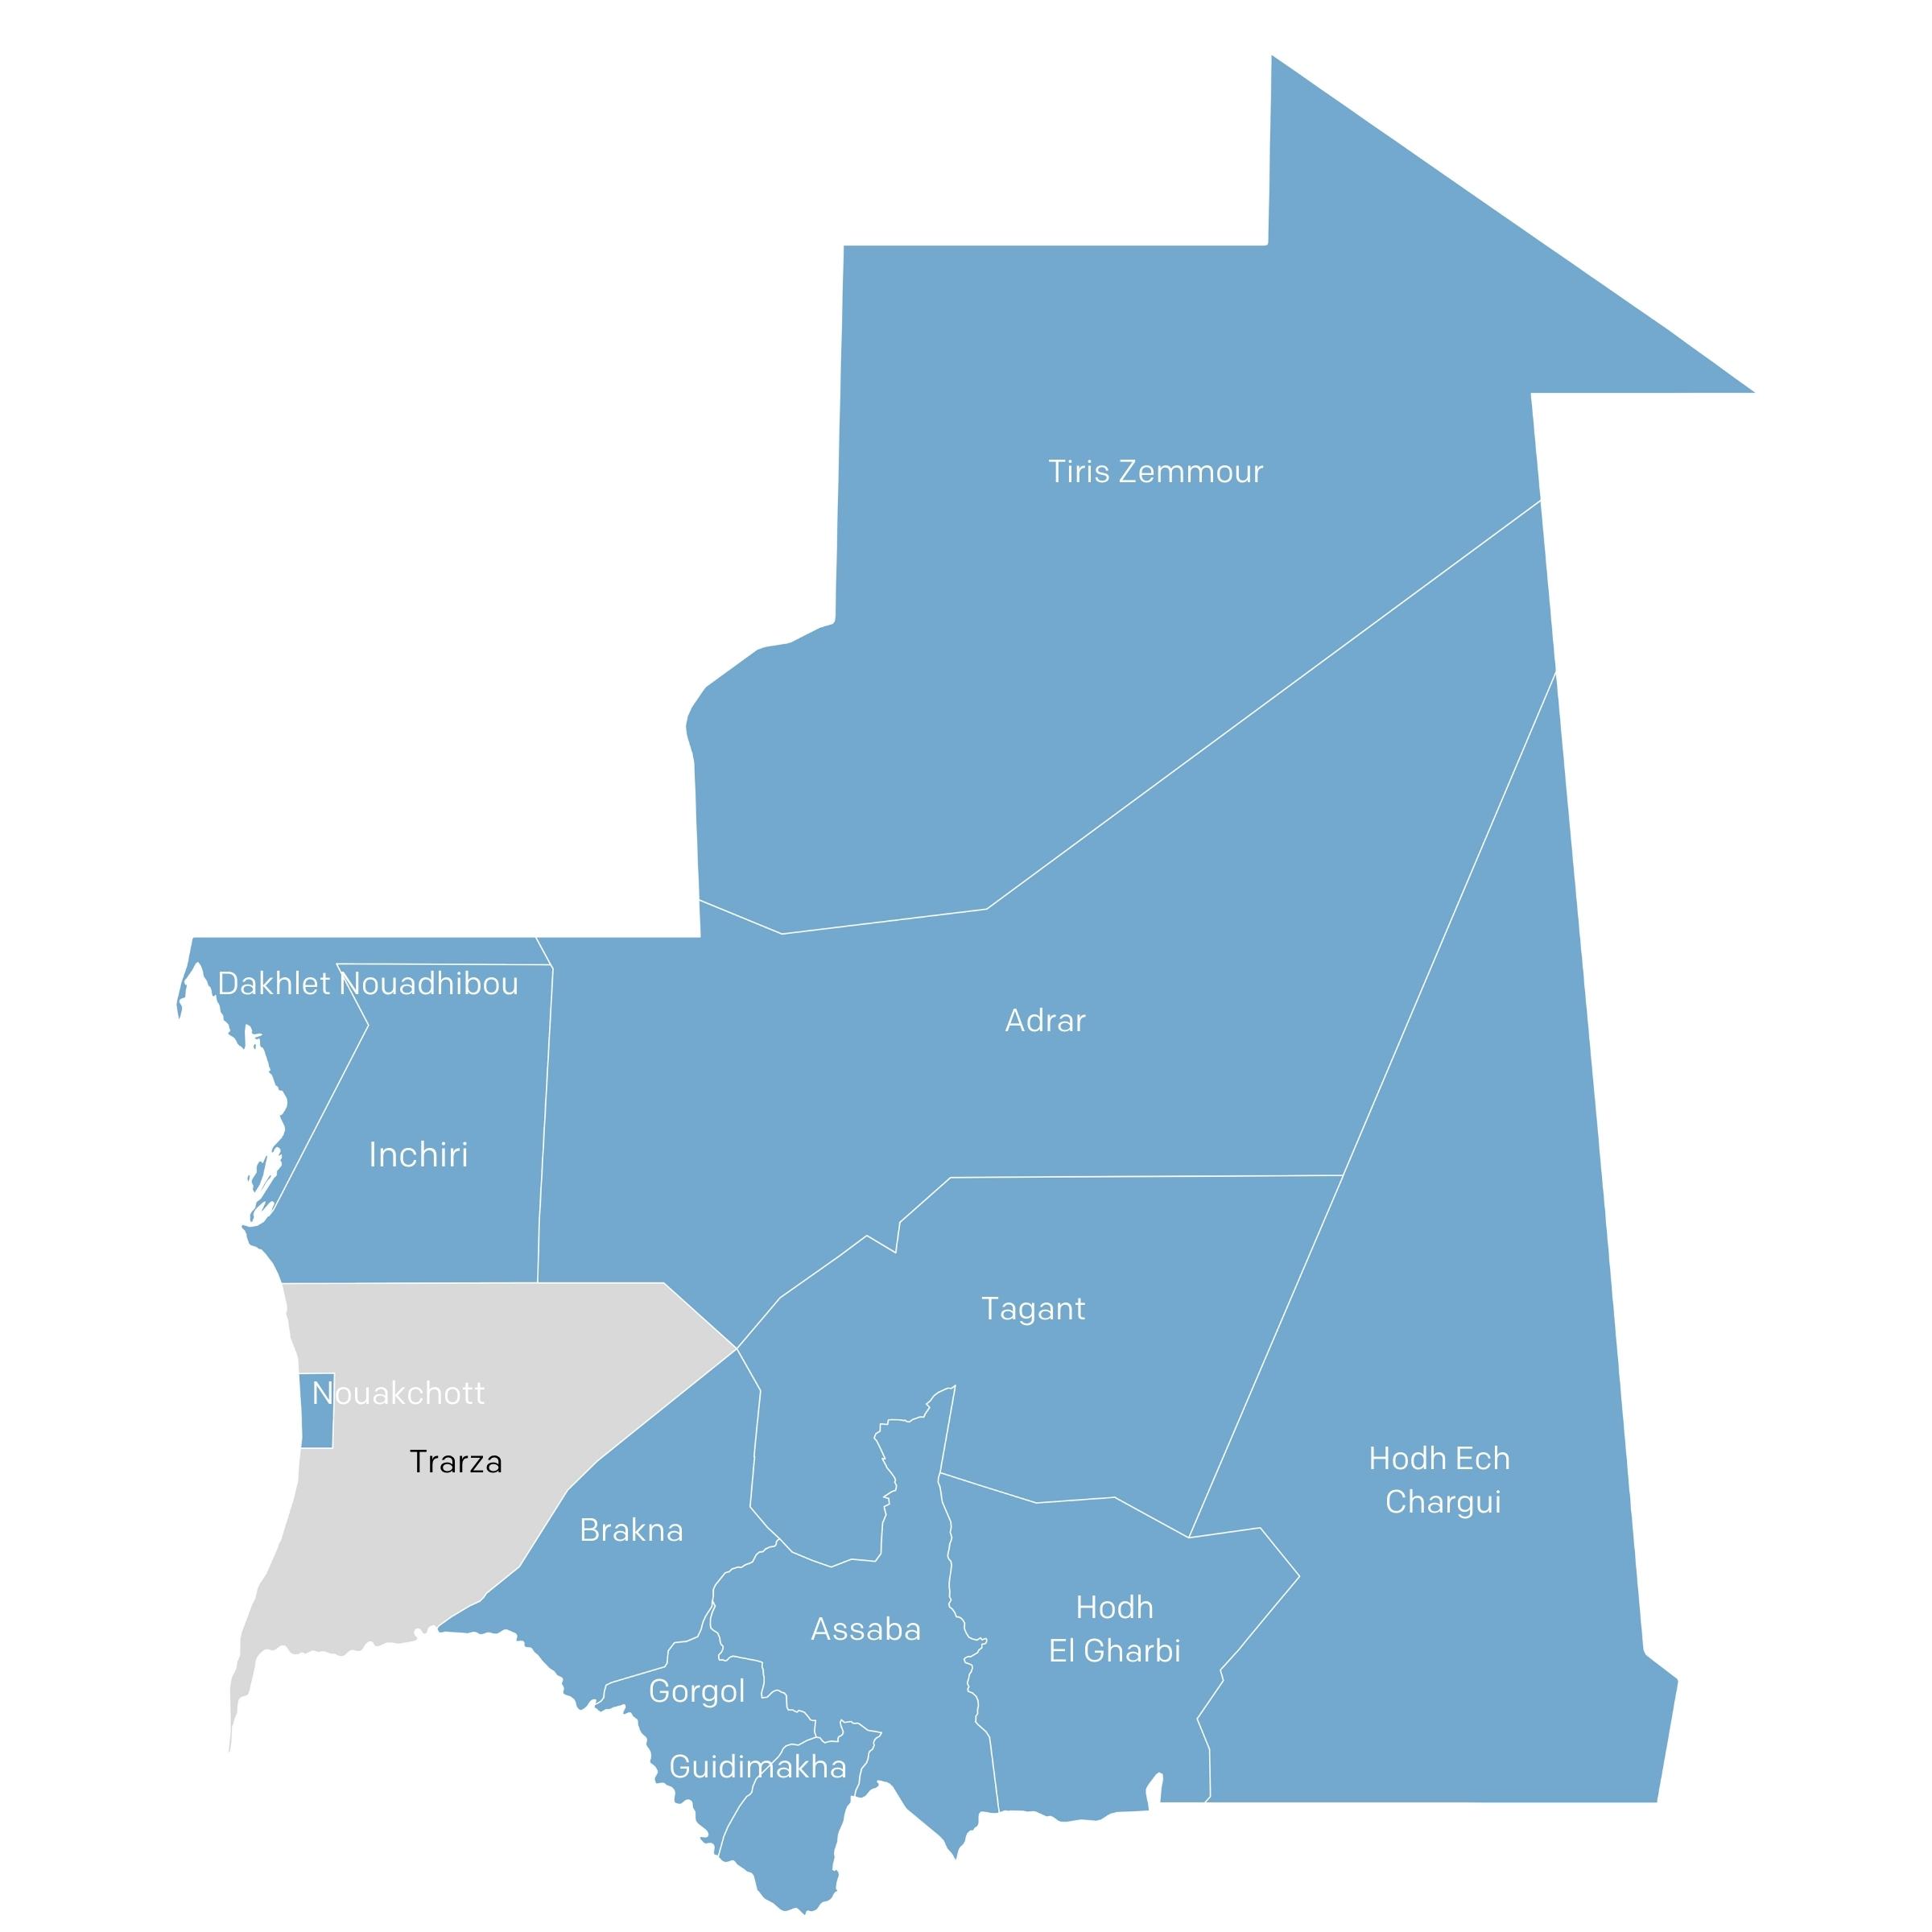 Tiris Zemmour
Dakhlet Nouadhibou
Adrar
Inchiri
Tagant
Nouakchott
Trarza
Hodh Ech
Chargui
Brakna
Hodh
El Gharbi
Assaba
Gorgol
Guidimakha